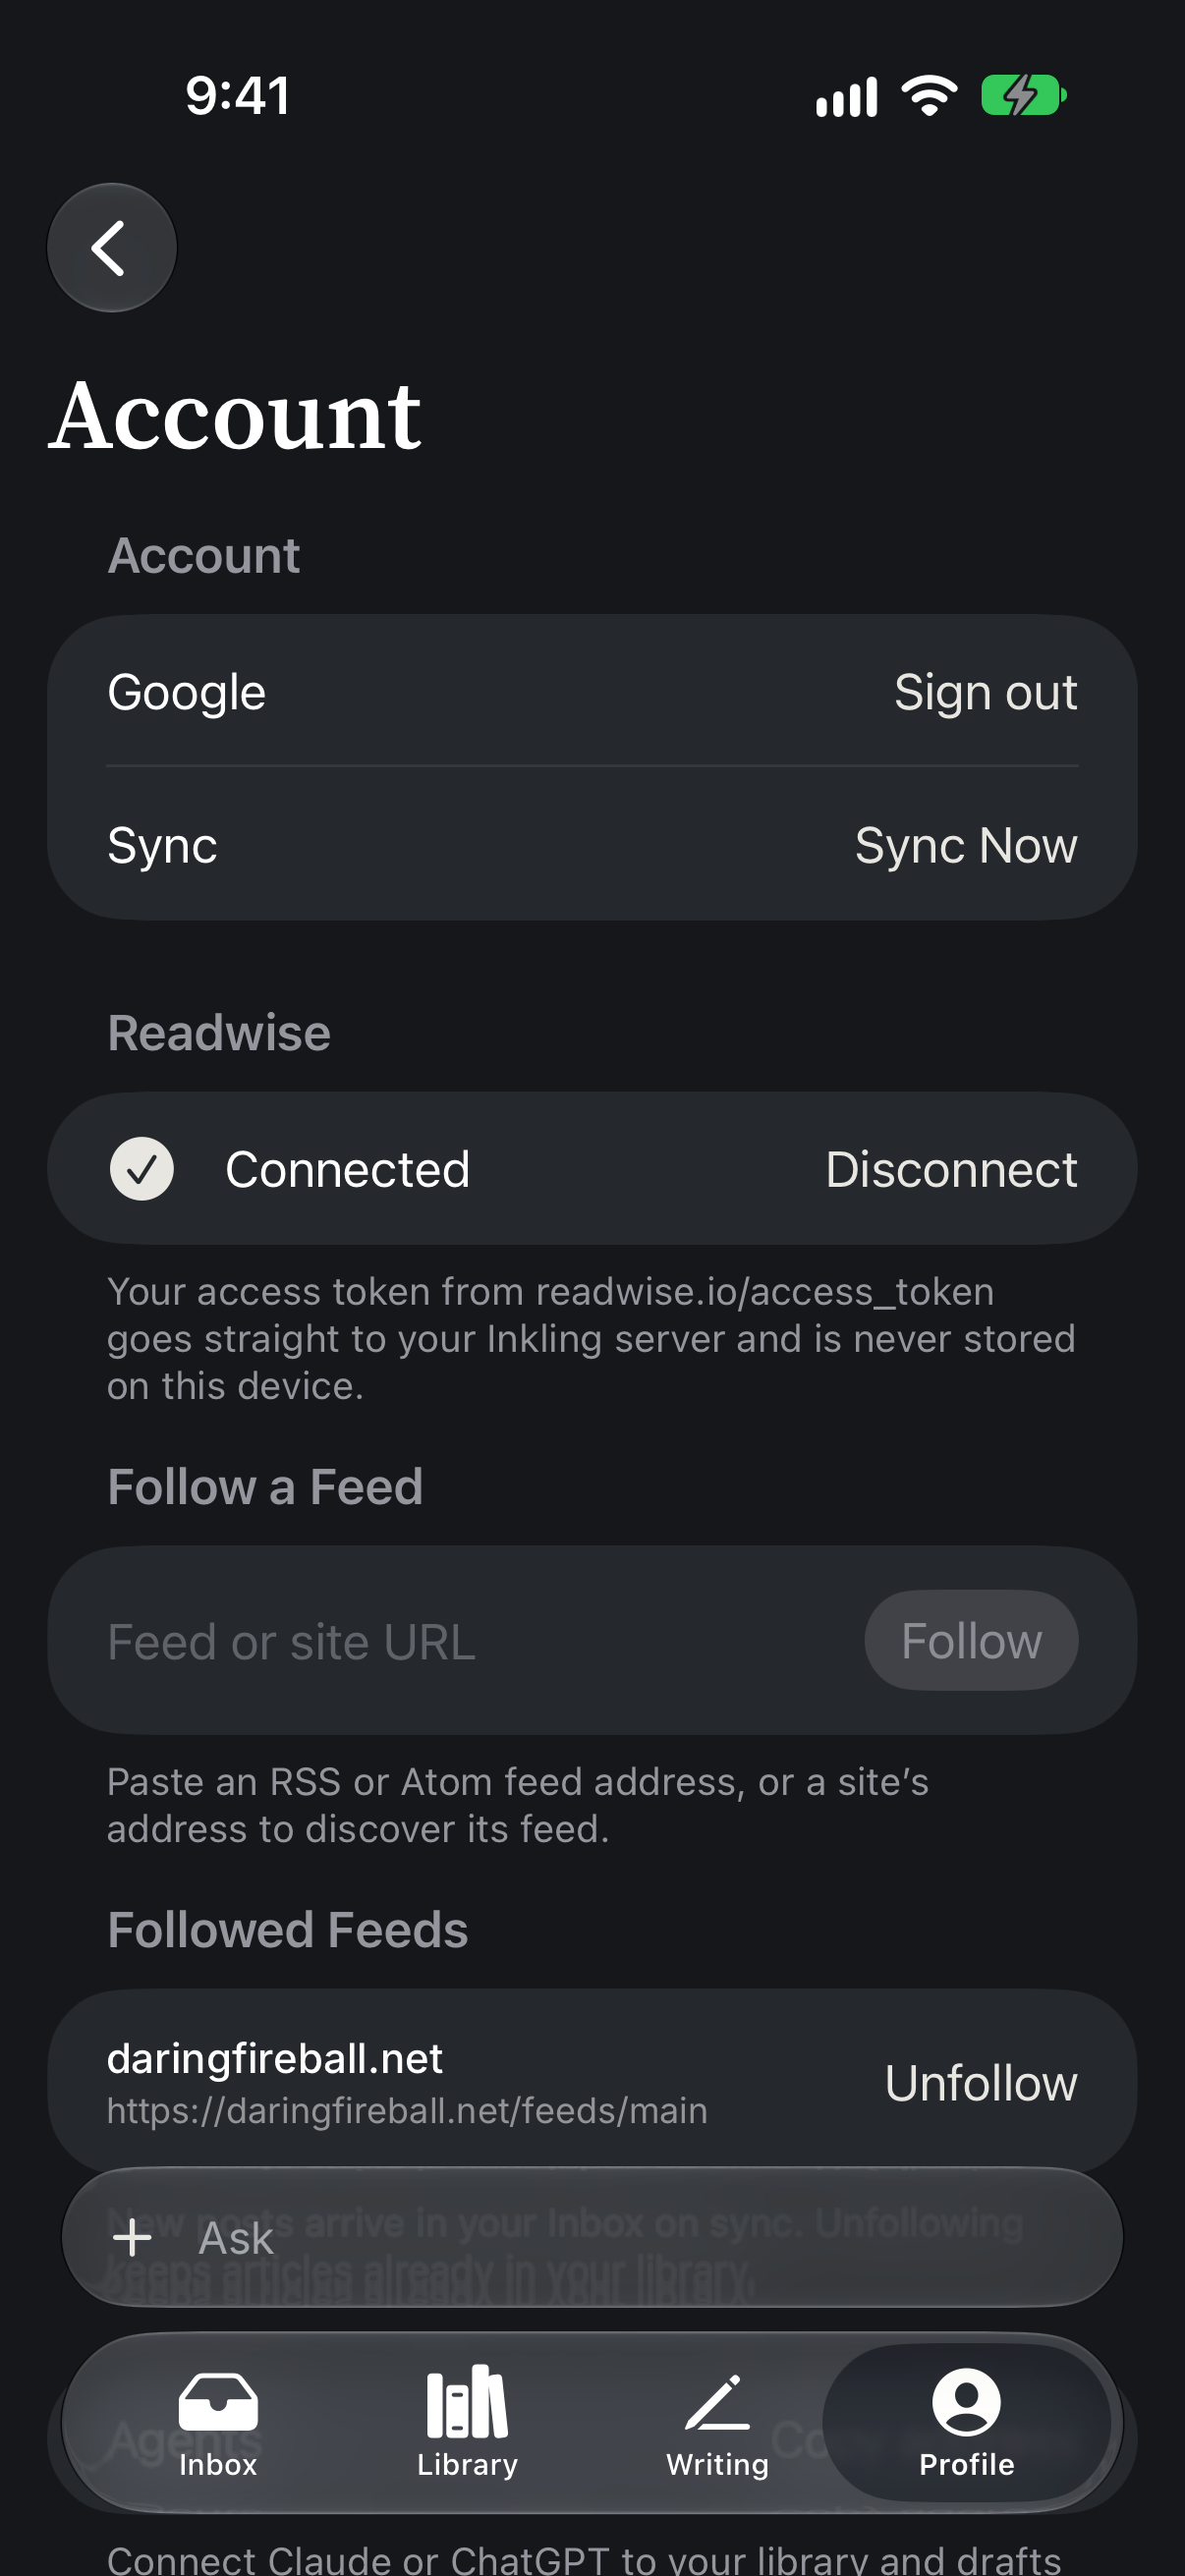 9:41
Account
Account
Google Sign out
Sync Sync Now
Readwise
Connected Disconnect
Your access token from readwise.io/access_token
goes straight to your Inkling server and is never stored
on this device.
Follow a Feed
Feed or site URL Follow
Paste an RSS or Atom feed address, or a site’s
address to discover its feed.
Followed Feeds
daringfireball.net
https://daringfireball.net/feeds/main
Unfollow
New posts arrive in your Inbox on sync. Unfollowing
keeps articles already in your library.
Ask
Agents
Inbox Library Writing Profile
Connect Claude or ChatGPT to your library and drafts